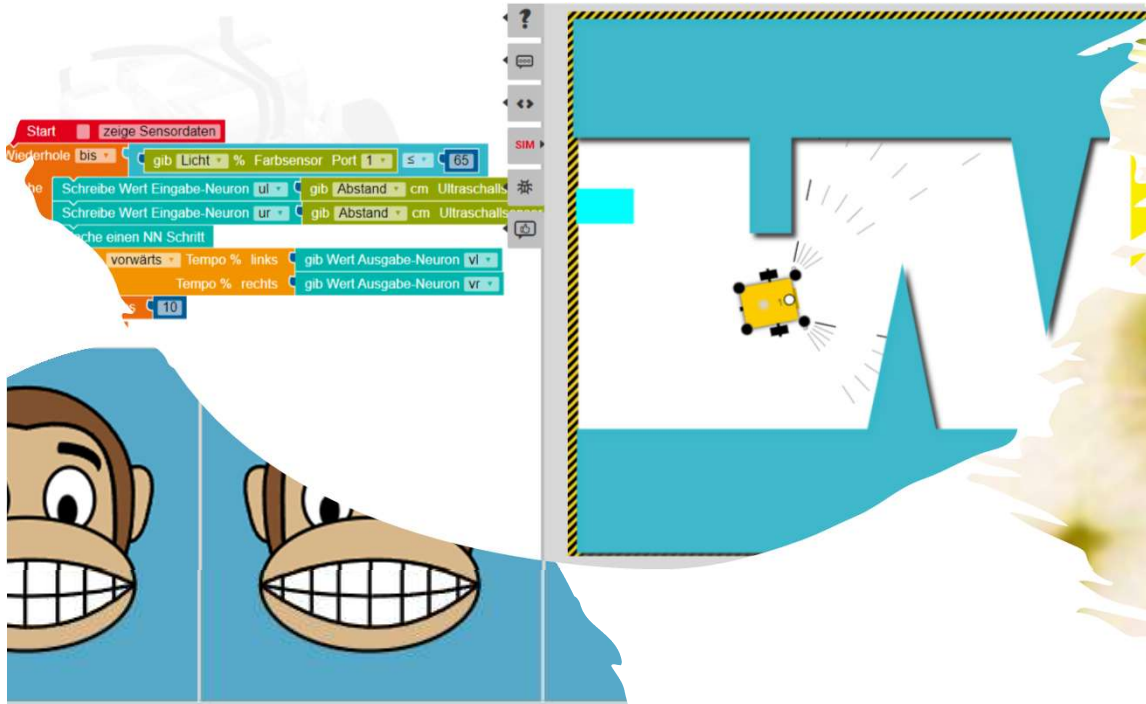 Start zeige Sensordaten
Wiederhole bis gib Licht % Farbsensor Port 1 ≤ 65
Schreibe Wert Eingabe-Neuron ul gib Abstand cm
Schreibe Wert Eingabe-Neuron ur gib Abstand cm
einen NN Schritt
vorwärts Tempo % links gib Wert Ausgabe-Neuron vl
Tempo % rechts gib Wert Ausgabe-Neuron vr
10
?
SIM